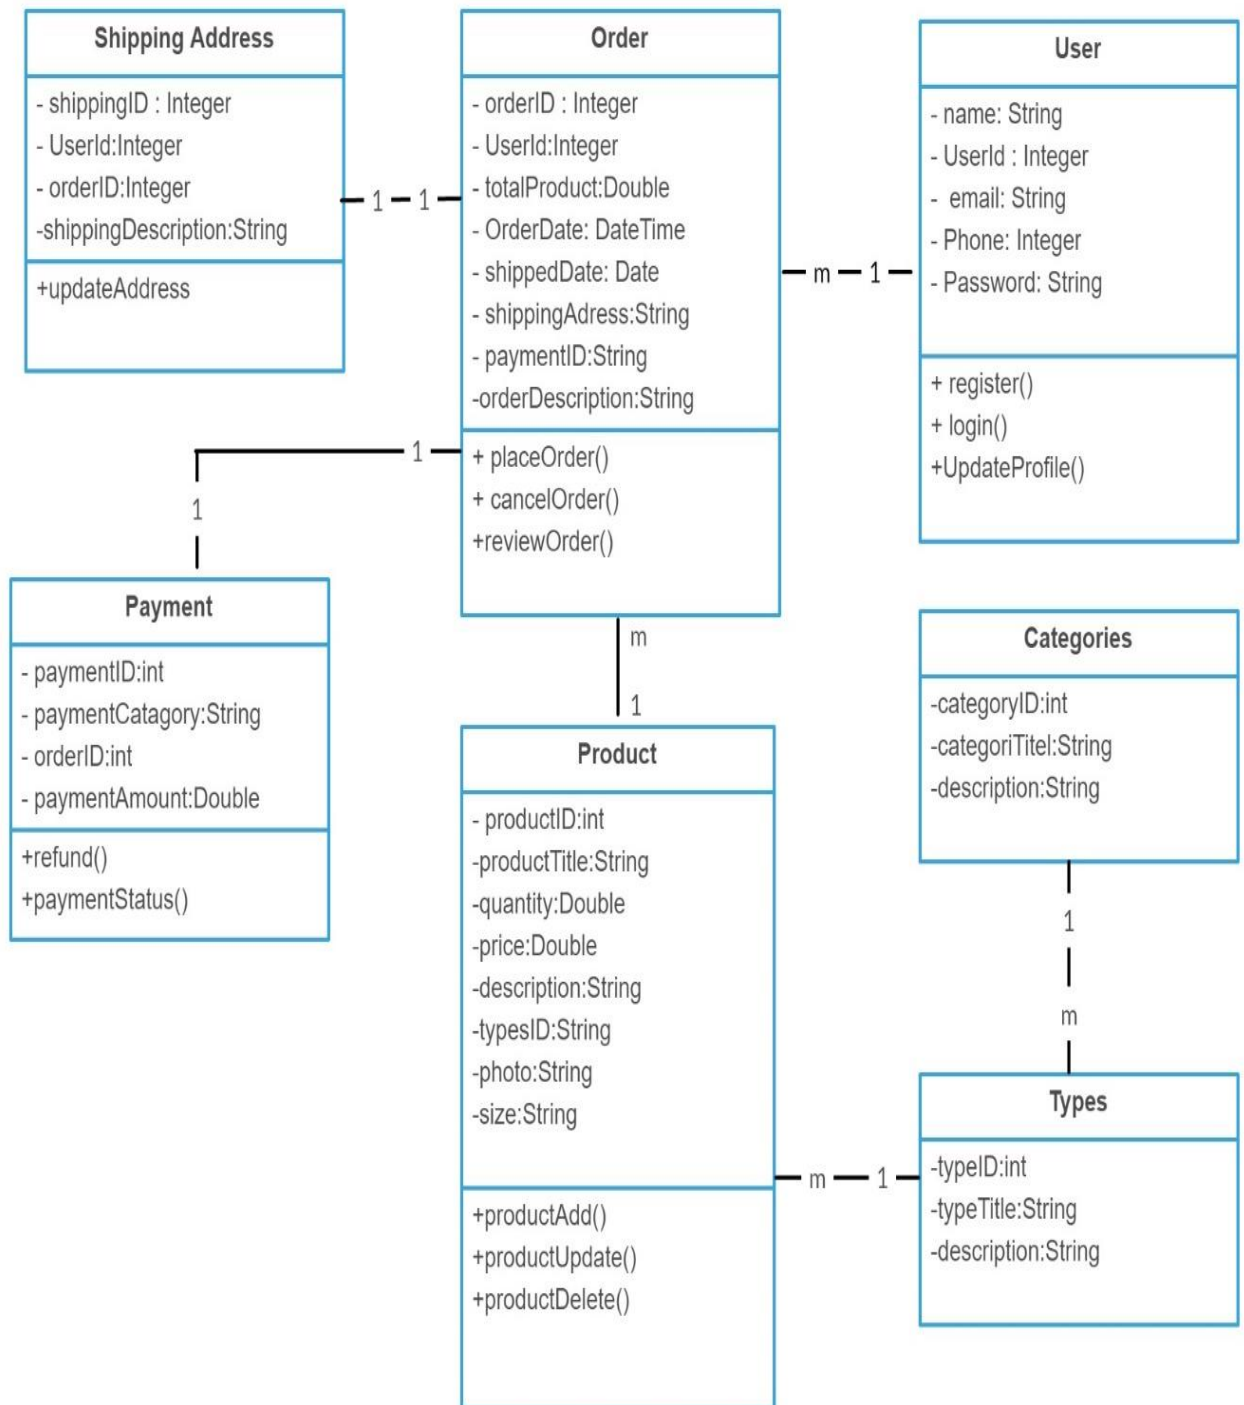 Shipping Address
- shippingID : Integer
- UserId:Integer
- orderID:Integer
-shippingDescription:String
+updateAddress
1 1
Order
- orderID : Integer
- UserId:Integer
- totalProduct:Double
- OrderDate: DateTime
- shippedDate: Date
- shippingAdress:String
- paymentID:String
-orderDescription:String
+ placeOrder()
+ cancelOrder()
+reviewOrder()
m 1
User
- name: String
- UserId : Integer
- email: String
- Phone: Integer
- Password: String
+ register()
+ login()
+UpdateProfile()
1
1
Payment
- paymentID:int
- paymentCatagory:String
- orderID:int
- paymentAmount:Double
+refund()
+paymentStatus()
m
1
Product
- productID:int
-productTitle:String
-quantity:Double
-price:Double
-description:String
-typesID:String
-photo:String
-size:String
+productAdd()
+productUpdate()
+productDelete()
Categories
-categoryID:int
-categoriTitel:String
-description:String
1
m
m 1
Types
-typeID:int
-typeTitle:String
-description:String